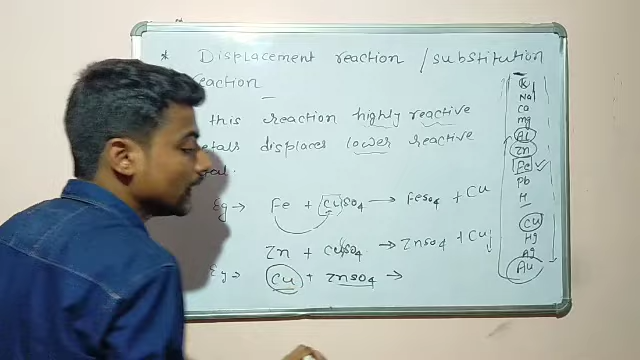 * Displacement reaction / substitution
reaction
this reaction highly reactive
displaces lower reactive
Eg → Fe + CuSO4 → FeSO4 + Cu
Zn + CuSO4 → ZnSO4 + Cu↓
Eg → Cu + ZnSO4 →
K
Na
Ca
Mg
Al
Zn
Fe ✓
Pb
H
Cu
Hg
Ag
Au